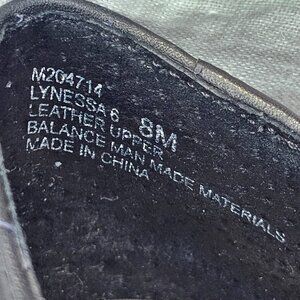 M204714
LYNESSA 6 8M
LEATHER UPPER
BALANCE MAN MADE MATERIALS
MADE IN CHINA